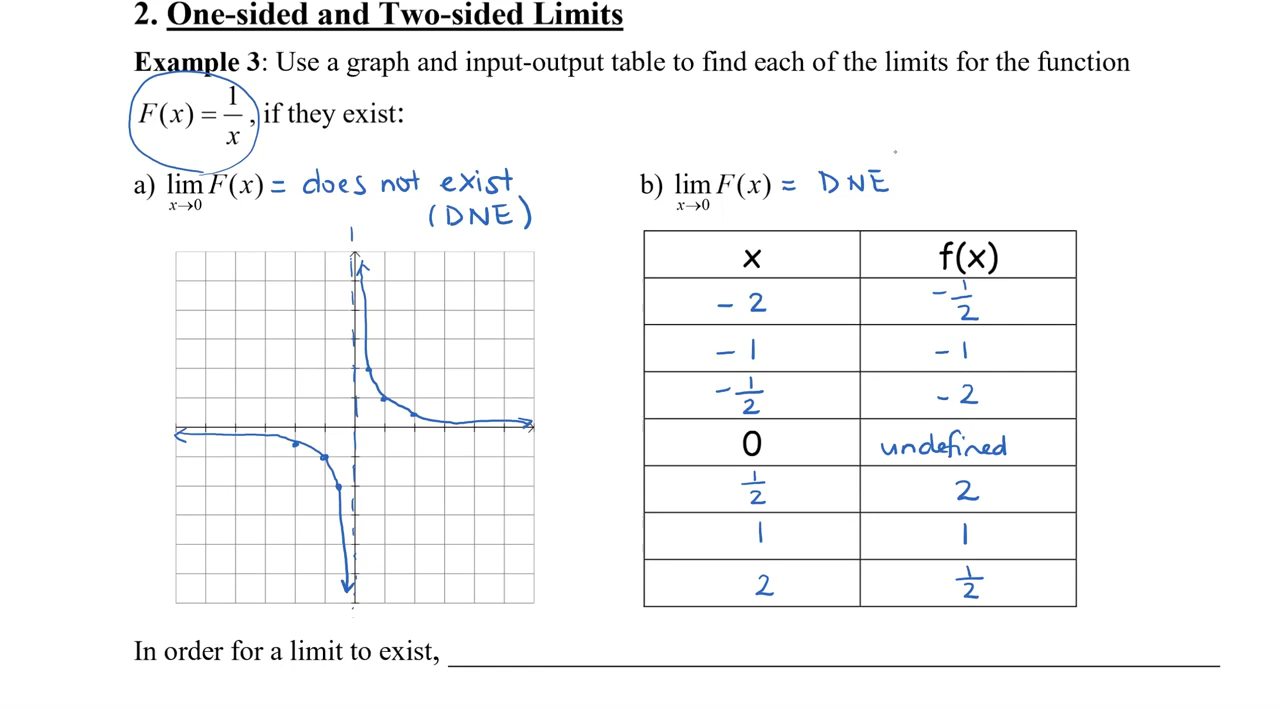 2. One-sided and Two-sided Limits
Example 3: Use a graph and input-output table to find each of the limits for the function
F(x) = 1/x, if they exist:
a) lim x→0 F(x) = does not exist
(DNE)
b) lim x→0 F(x) = DNE
x f(x)
-2 -1/2
-1 -1
-1/2 -2
0 undefined
1/2 2
1 1
2 1/2
In order for a limit to exist, ____________________